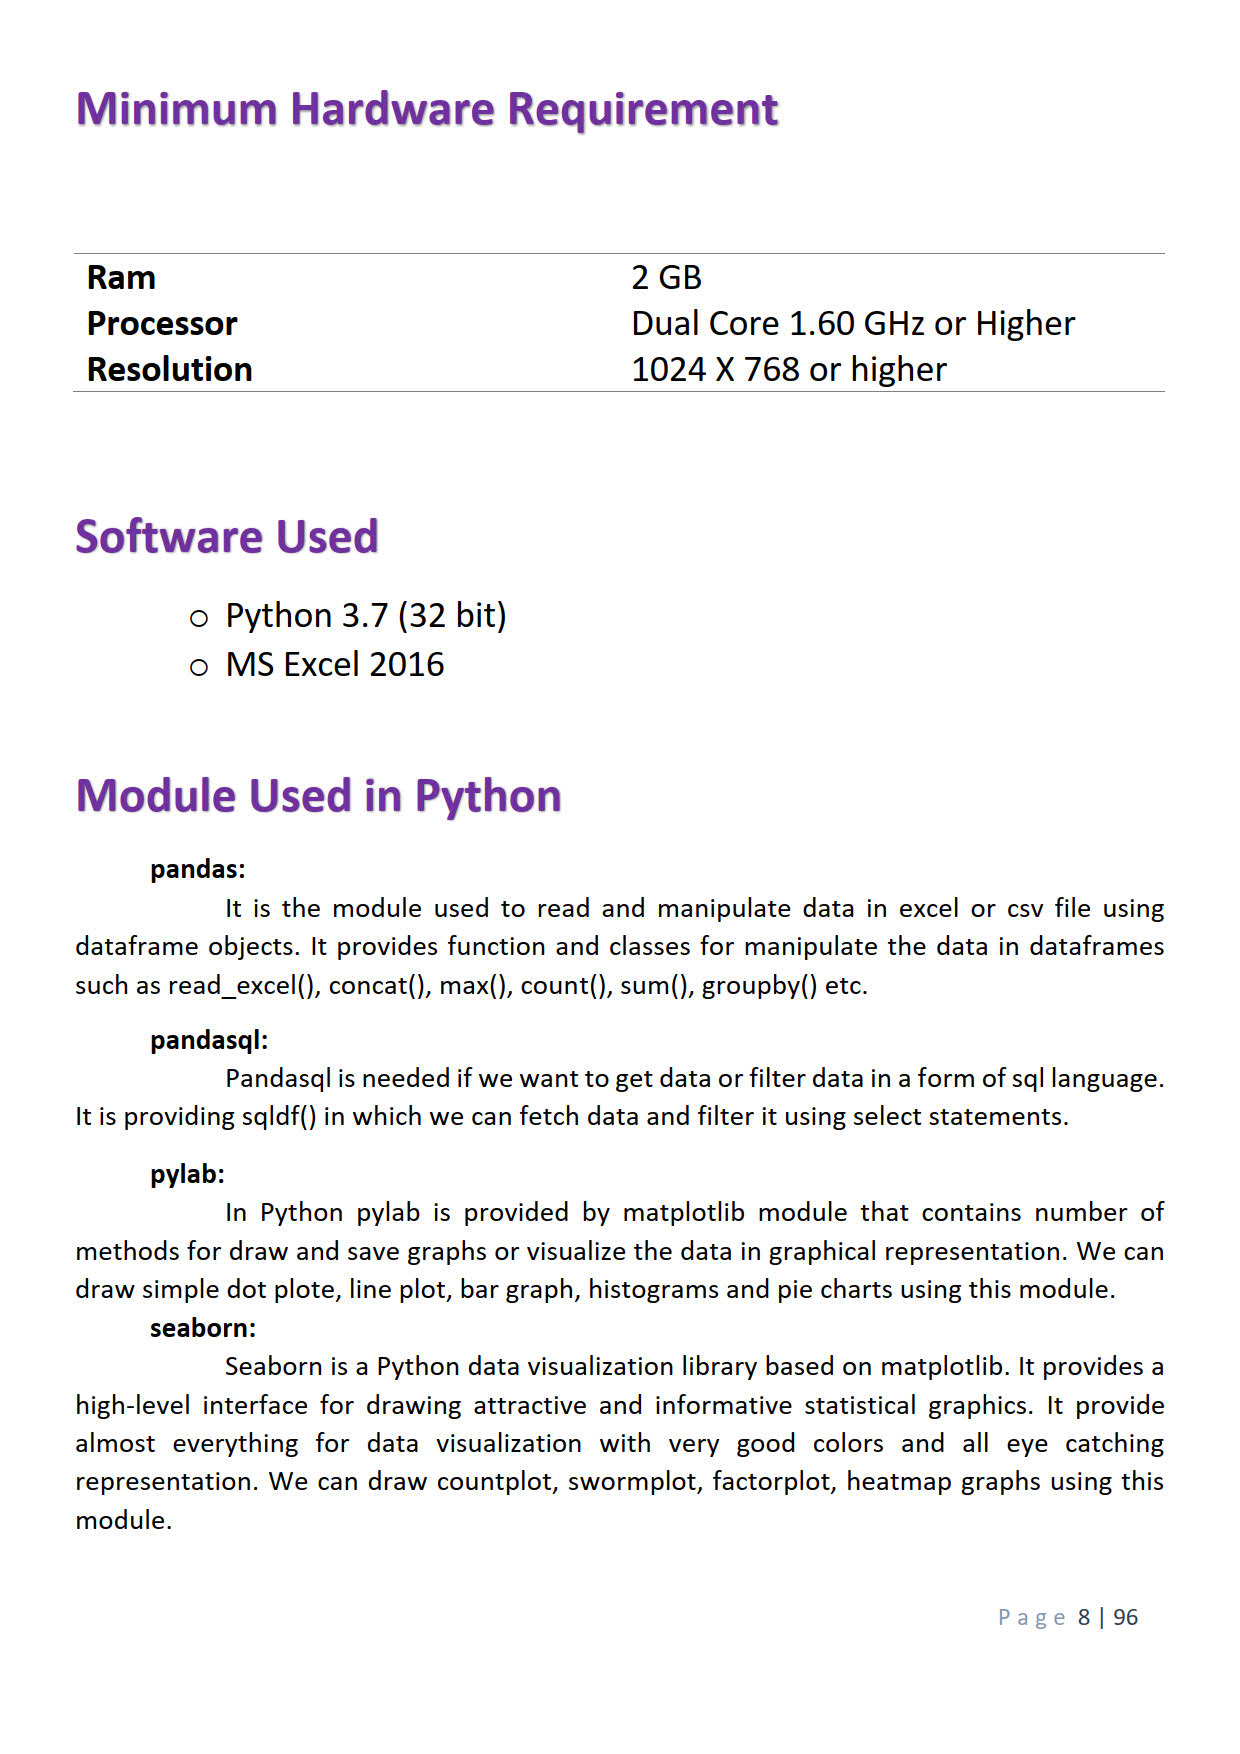 Minimum Hardware Requirement
Ram 2 GB
Processor Dual Core 1.60 GHz or Higher
Resolution 1024 X 768 or higher
Software Used
o Python 3.7 (32 bit)
o MS Excel 2016
Module Used in Python
pandas:
It is the module used to read and manipulate data in excel or csv file using
dataframe objects. It provides function and classes for manipulate the data in dataframes
such as read_excel(), concat(), max(), count(), sum(), groupby() etc.
pandasql:
Pandasql is needed if we want to get data or filter data in a form of sql language.
It is providing sqldf() in which we can fetch data and filter it using select statements.
pylab:
In Python pylab is provided by matplotlib module that contains number of
methods for draw and save graphs or visualize the data in graphical representation. We can
draw simple dot plote, line plot, bar graph, histograms and pie charts using this module.
seaborn:
Seaborn is a Python data visualization library based on matplotlib. It provides a
high-level interface for drawing attractive and informative statistical graphics. It provide
almost everything for data visualization with very good colors and all eye catching
representation. We can draw countplot, swormplot, factorplot, heatmap graphs using this
module.
Page 8 | 96